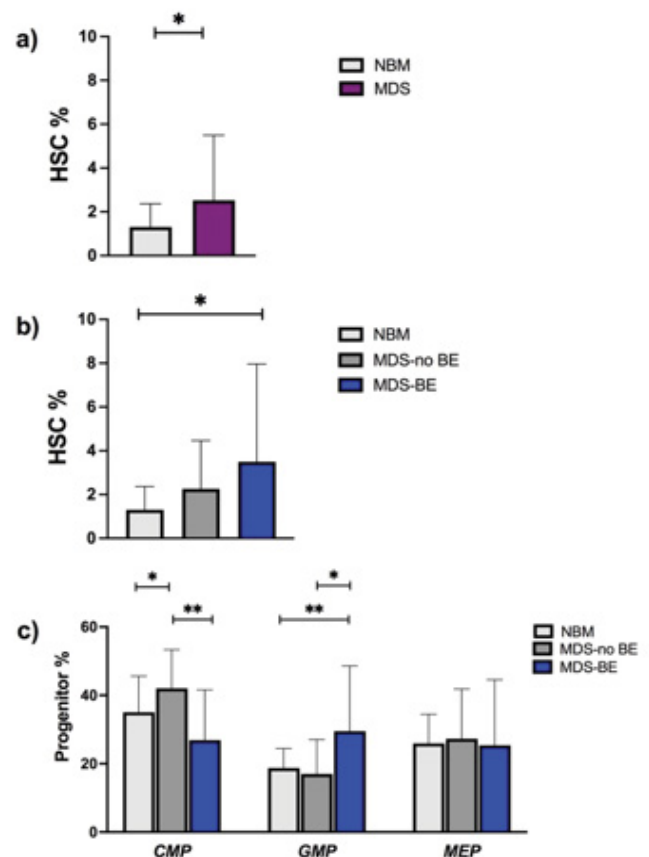 a)
*
10
8
6
4
2
0
HSC %
NBM
MDS
b)
*
10
8
6
4
2
0
HSC %
NBM
MDS-no BE
MDS-BE
c)
* ** ** *
60
40
20
0
Progenitor %
CMP GMP MEP
NBM
MDS-no BE
MDS-BE